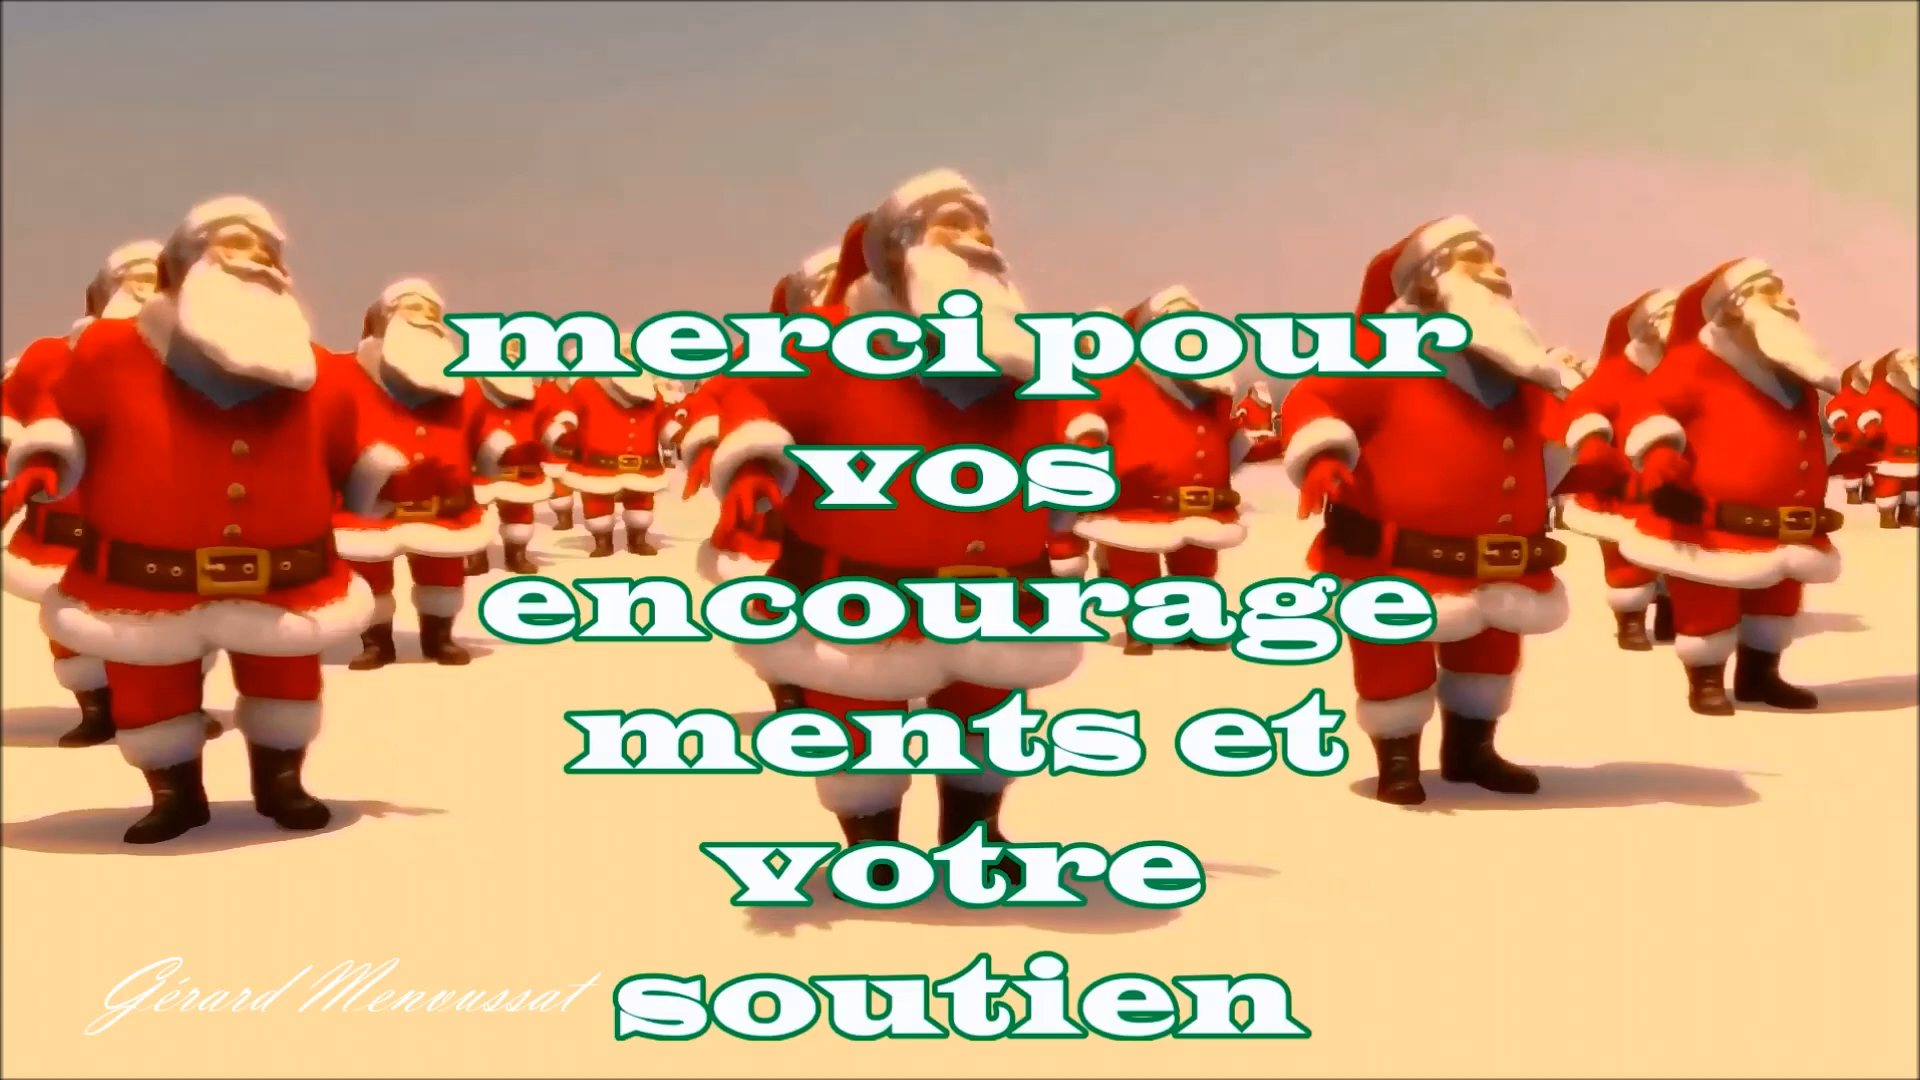 merci pour
vos
encourage
ments et
votre
soutien
Gérard Menvussat